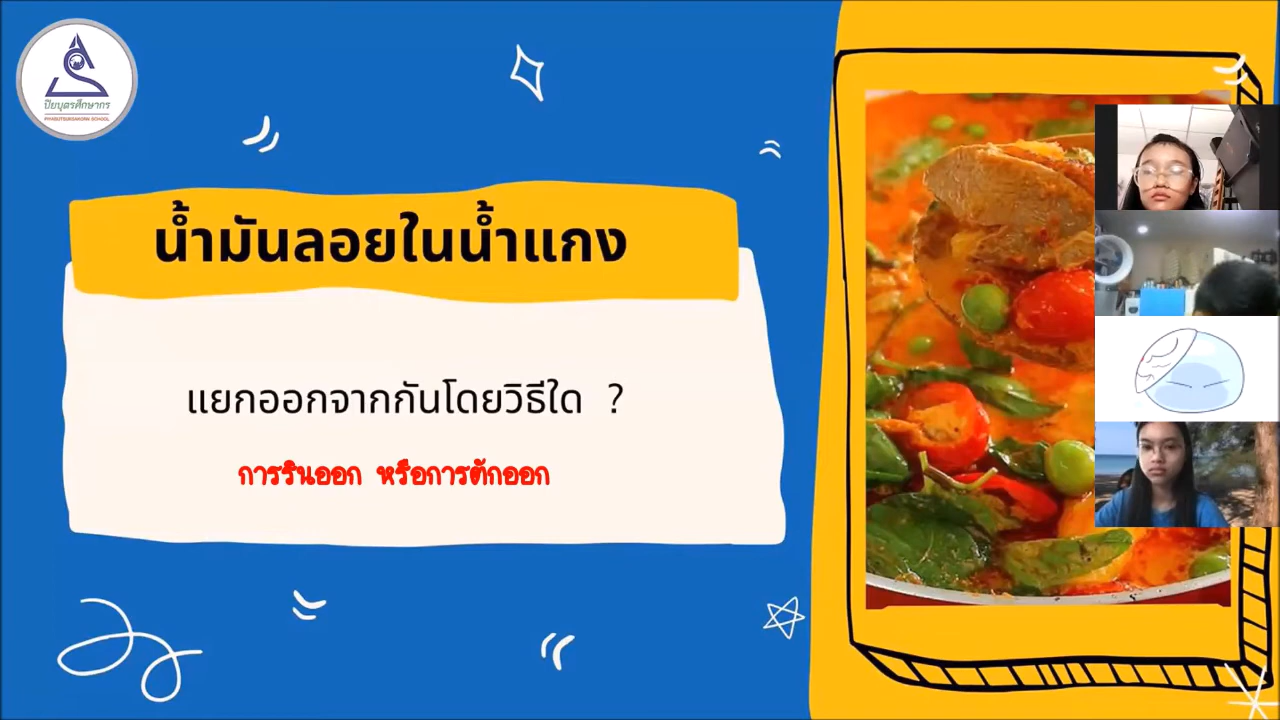 ปิยบุตรศึกษากร
PIYABUTSUKSAKORN SCHOOL
น้ำมันลอยในน้ำแกง
แยกออกจากกันโดยวิธีใด ?
การรินออก หรือการตักออก